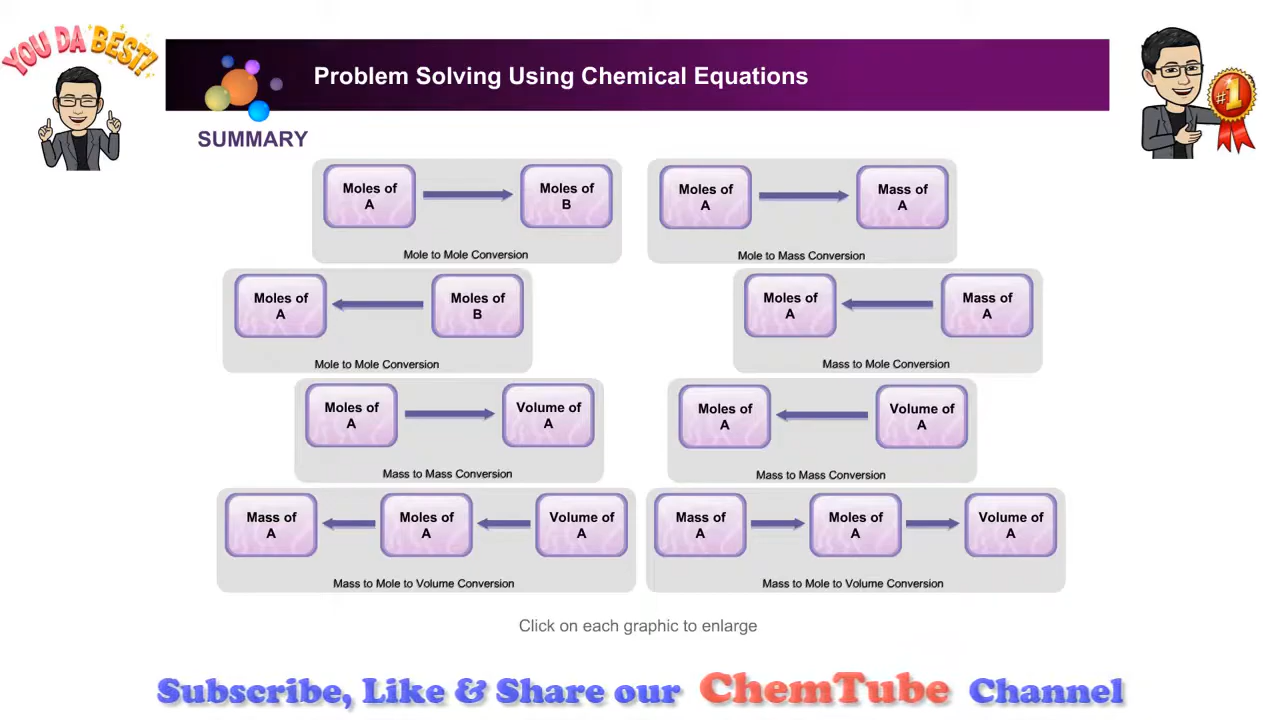 YOU DA BEST!
Problem Solving Using Chemical Equations
#1
SUMMARY
Moles of
A
Moles of
B
Mole to Mole Conversion
Moles of
A
Mass of
A
Mole to Mass Conversion
Moles of
A
Moles of
B
Mole to Mole Conversion
Moles of
A
Mass of
A
Mass to Mole Conversion
Moles of
A
Volume of
A
Mass to Mass Conversion
Moles of
A
Volume of
A
Mass to Mass Conversion
Mass of
A
Moles of
A
Volume of
A
Mass to Mole to Volume Conversion
Mass of
A
Moles of
A
Volume of
A
Mass to Mole to Volume Conversion
Click on each graphic to enlarge
Subscribe, Like & Share our ChemTube Channel